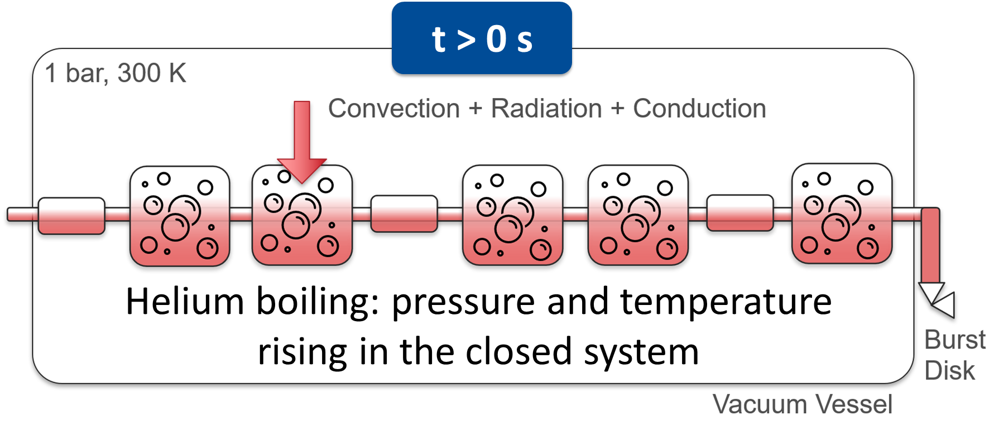 t > 0 s
1 bar, 300 K
Convection + Radiation + Conduction
Helium boiling: pressure and temperature
rising in the closed system
Burst
Disk
Vacuum Vessel